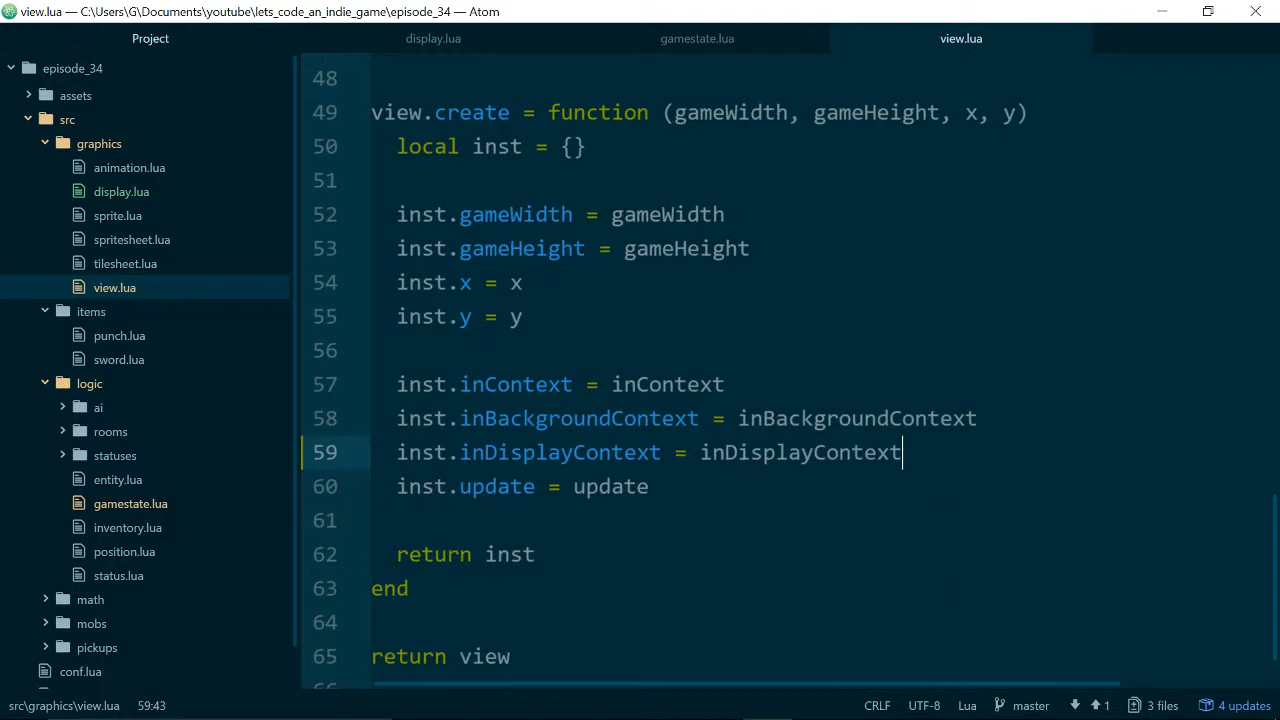 view.lua — C:\Users\G\Documents\youtube\lets_code_an_indie_game\episode_34 — Atom
Project
display.lua
gamestate.lua
view.lua
episode_34
assets
src
graphics
animation.lua
display.lua
sprite.lua
spritesheet.lua
tilesheet.lua
view.lua
items
punch.lua
sword.lua
logic
ai
rooms
statuses
entity.lua
gamestate.lua
inventory.lua
position.lua
status.lua
math
mobs
pickups
conf.lua
48
49 view.create = function (gameWidth, gameHeight, x, y)
50 local inst = {}
51
52 inst.gameWidth = gameWidth
53 inst.gameHeight = gameHeight
54 inst.x = x
55 inst.y = y
56
57 inst.inContext = inContext
58 inst.inBackgroundContext = inBackgroundContext
59 inst.inDisplayContext = inDisplayContext
60 inst.update = update
61
62 return inst
63 end
64
65 return view
src\graphics\view.lua 59:43 CRLF UTF-8 Lua master 1 3 files 4 updates